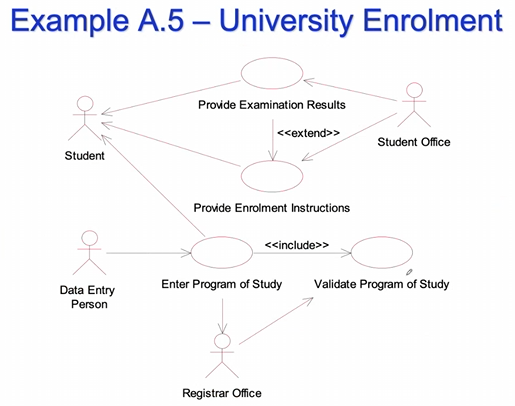 Example A.5 – University Enrolment
Provide Examination Results
<<extend>>
Student
Student Office
Provide Enrolment Instructions
<<include>>
Data Entry
Person
Enter Program of Study
Validate Program of Study
Registrar Office